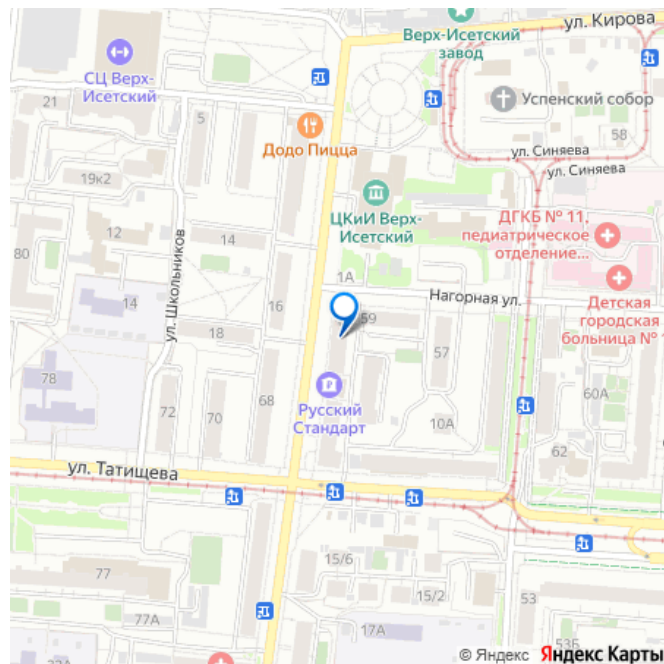 ул. Кирова
Верх-Исетский
завод
СЦ Верх-
Исетский
21
5
Додо Пицца
Успенский собор
58
ул. Синяева
ул. Синяева
19к2
ЦКиИ Верх-
Исетский
ДГКБ № 11,
педиатрическое
отделение...
12
14
80
ул. Школьников
1А
Нагорная ул.
Детская
городская
больница № 1
14
16
59
18
57
78
Русский
Стандарт
60А
72
70
68
10А
62
ул. Татищева
77
15/6
15/2
53
77А
17А
53Б
© Яндекс Яндекс Карты